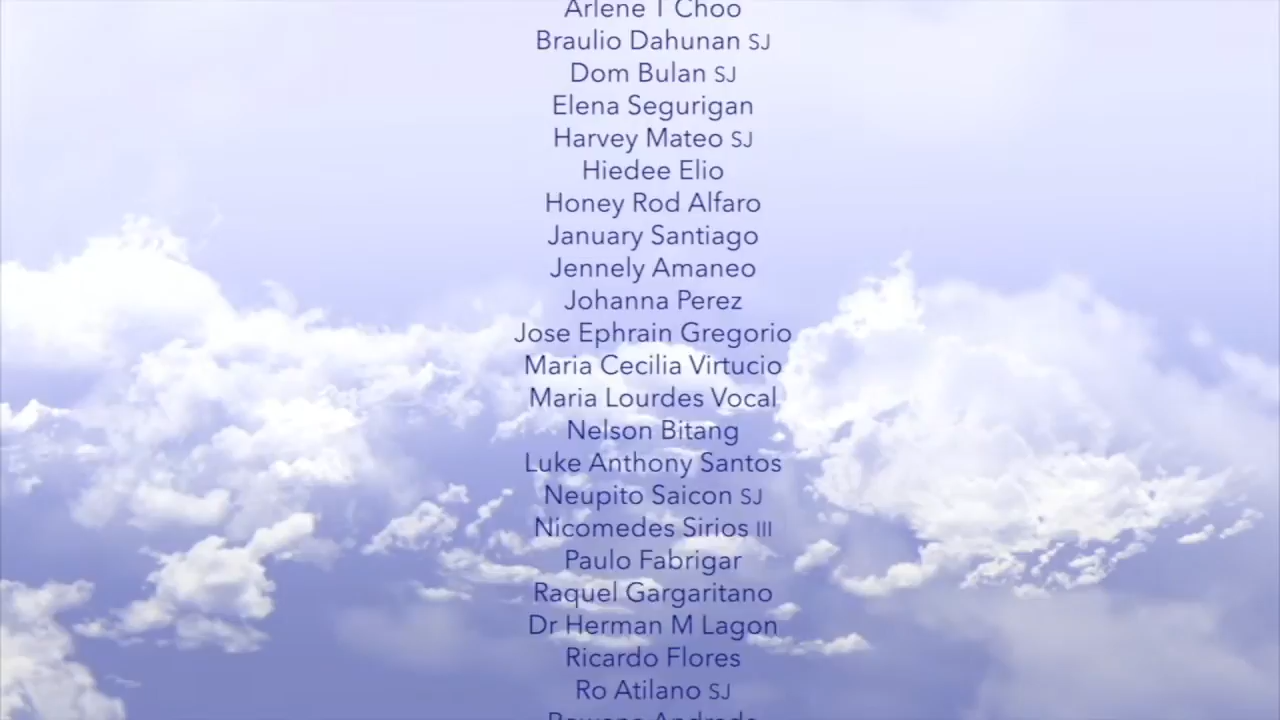 Arlene T Choo
Braulio Dahunan SJ
Dom Bulan SJ
Elena Segurigan
Harvey Mateo SJ
Hiedee Elio
Honey Rod Alfaro
January Santiago
Jennely Amaneo
Johanna Perez
Jose Ephrain Gregorio
Maria Cecilia Virtucio
Maria Lourdes Vocal
Nelson Bitang
Luke Anthony Santos
Neupito Saicon SJ
Nicomedes Sirios III
Paulo Fabrigar
Raquel Gargaritano
Dr Herman M Lagon
Ricardo Flores
Ro Atilano SJ